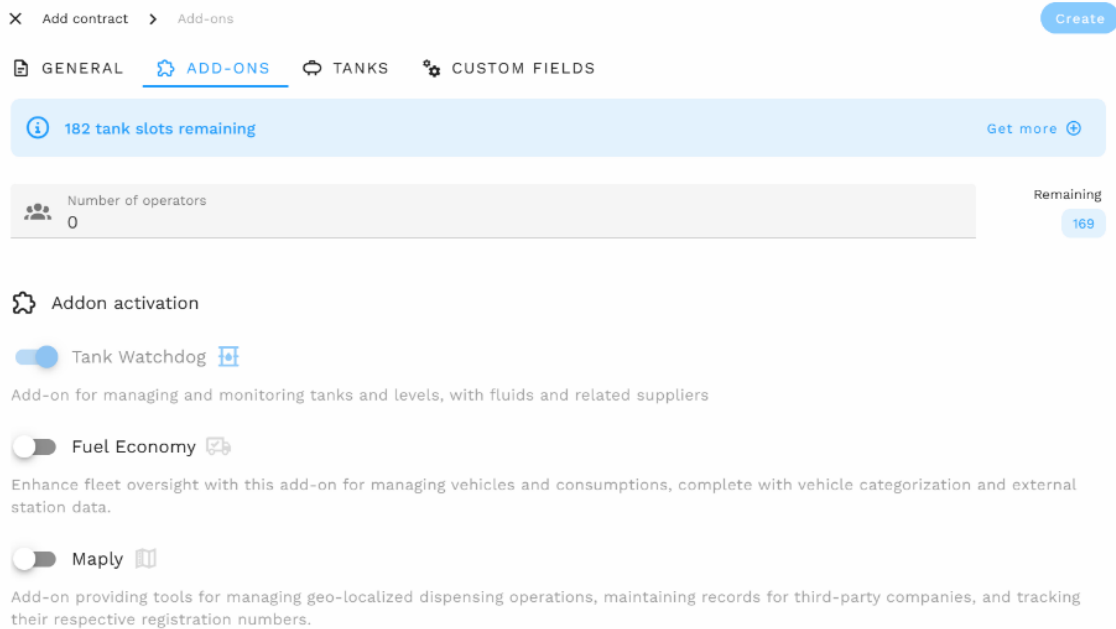 Add contract
Add-ons
Create
GENERAL
ADD-ONS
TANKS
CUSTOM FIELDS
182 tank slots remaining
Get more
Number of operators
0
Remaining
169
Addon activation
Tank Watchdog
Add-on for managing and monitoring tanks and levels, with fluids and related suppliers
Fuel Economy
Enhance fleet oversight with this add-on for managing vehicles and consumptions, complete with vehicle categorization and external
station data.
Maply
Add-on providing tools for managing geo-localized dispensing operations, maintaining records for third-party companies, and tracking
their respective registration numbers.